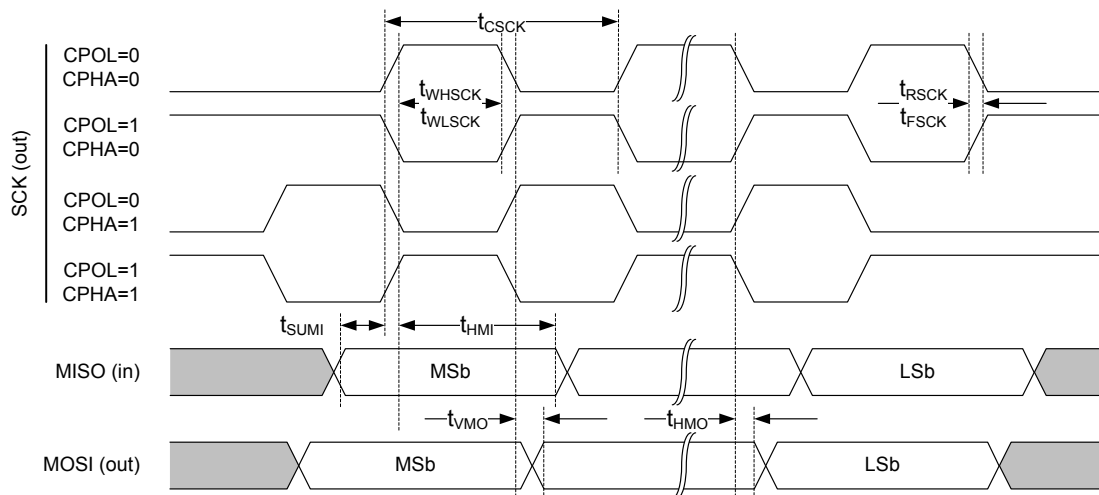 tCSCK
CPOL=0
CPHA=0
tWHSCK
tWLSCK
tRSCK
tFSCK
CPOL=1
CPHA=0
SCK (out)
CPOL=0
CPHA=1
CPOL=1
CPHA=1
tSUMI
tHMI
MISO (in)
MSb
LSb
tVMO
tHMO
MOSI (out)
MSb
LSb